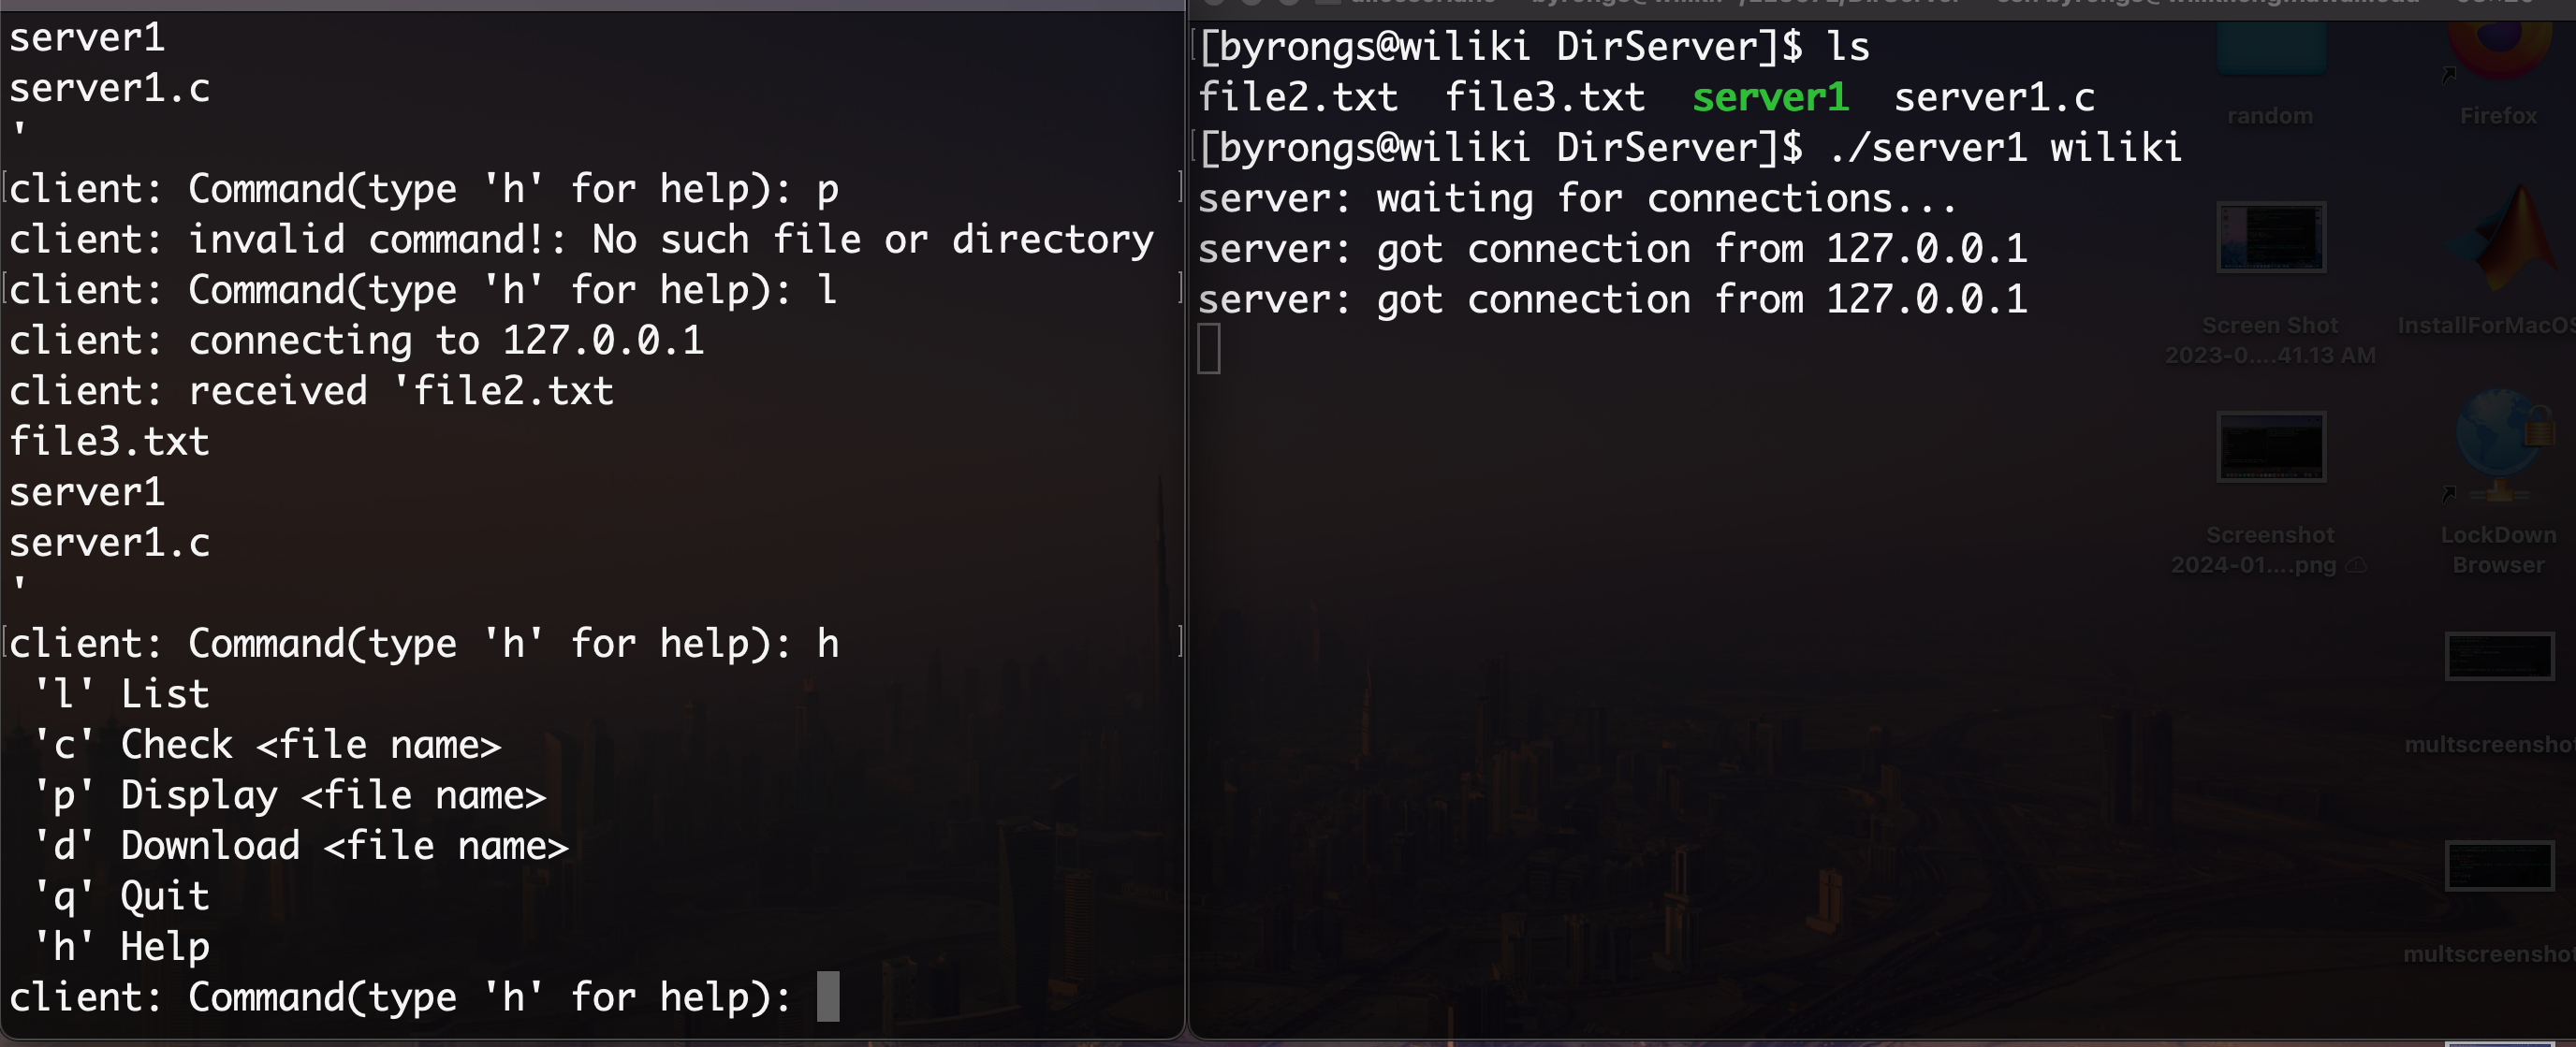 server1
server1.c
'
client: Command(type 'h' for help): p
client: invalid command!: No such file or directory
client: Command(type 'h' for help): l
client: connecting to 127.0.0.1
client: received 'file2.txt
file3.txt
server1
server1.c
'
client: Command(type 'h' for help): h
'l' List
'c' Check <file name>
'p' Display <file name>
'd' Download <file name>
'q' Quit
'h' Help
client: Command(type 'h' for help):
[byrongs@wiliki DirServer]$ ls
file2.txt file3.txt server1 server1.c
[byrongs@wiliki DirServer]$ ./server1 wiliki
server: waiting for connections...
server: got connection from 127.0.0.1
server: got connection from 127.0.0.1
random
Firefox
Screen Shot
2023-0....41.13 AM
InstallForMacOS
Screenshot
2024-01....png
LockDown
Browser
multscreenshot
multscreenshot